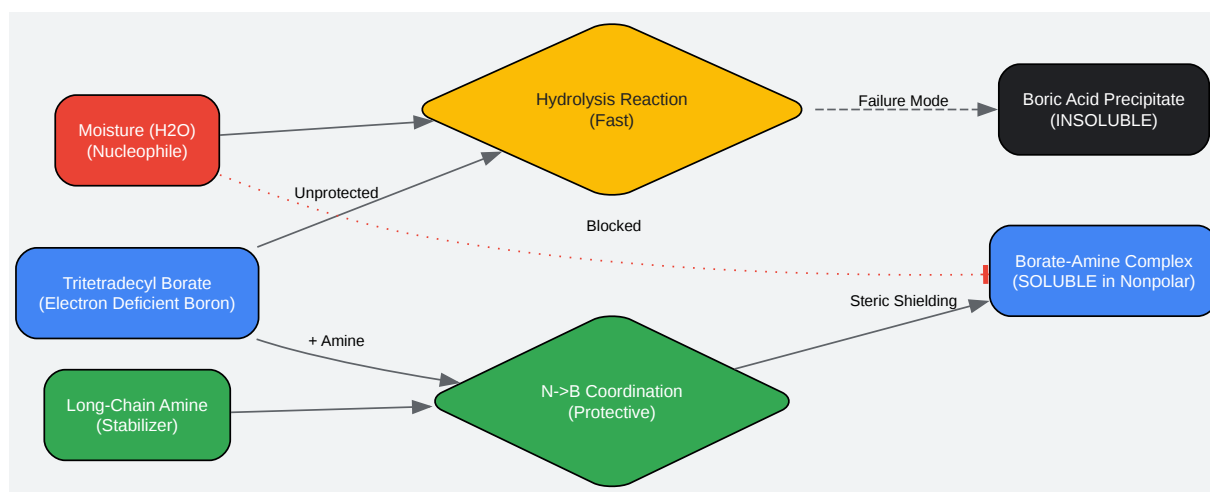 Hydrolysis Reaction
(Fast)
Failure Mode
Boric Acid Precipitate
(INSOLUBLE)
Moisture (H2O)
(Nucleophile)
Unprotected
Blocked
Tritetradecyl Borate
(Electron Deficient Boron)
Borate-Amine Complex
(SOLUBLE in Nonpolar)
Steric Shielding
+ Amine
Long-Chain Amine
(Stabilizer)
N->B Coordination
(Protective)